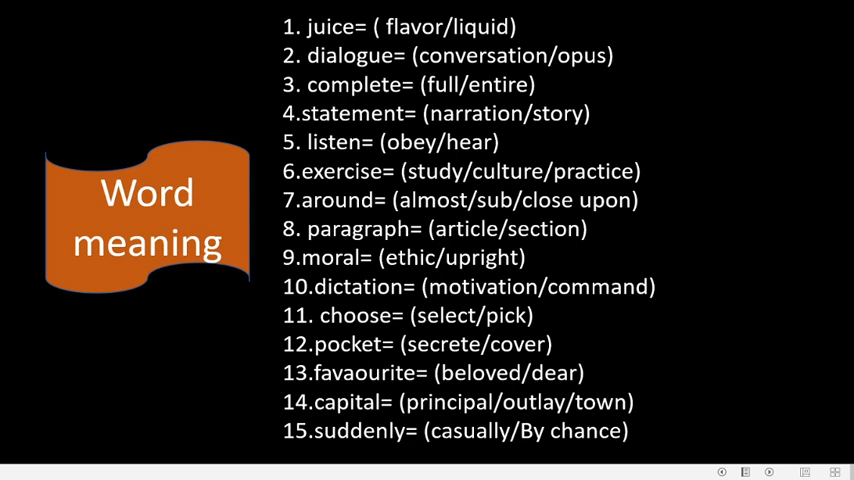 Word
meaning
1. juice= ( flavor/liquid)
2. dialogue= (conversation/opus)
3. complete= (full/entire)
4.statement= (narration/story)
5. listen= (obey/hear)
6.exercise= (study/culture/practice)
7.around= (almost/sub/close upon)
8. paragraph= (article/section)
9.moral= (ethic/upright)
10.dictation= (motivation/command)
11. choose= (select/pick)
12.pocket= (secrete/cover)
13.favaourite= (beloved/dear)
14.capital= (principal/outlay/town)
15.suddenly= (casually/By chance)